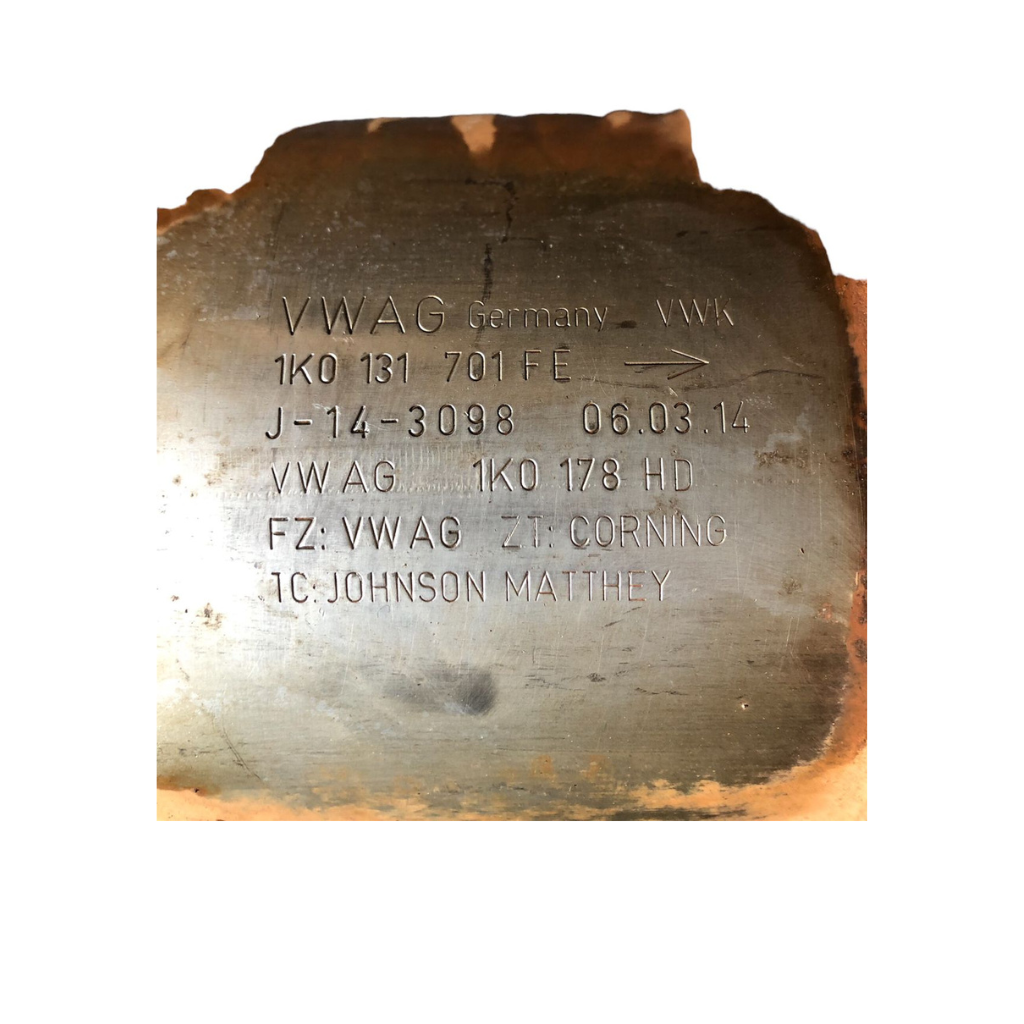 VWAG Germany VWK
1K0 131 701 FE →
J-14-3098 06.03.14
VWAG 1K0 178 HD
FZ: VWAG ZT: CORNING
TC: JOHNSON MATTHEY